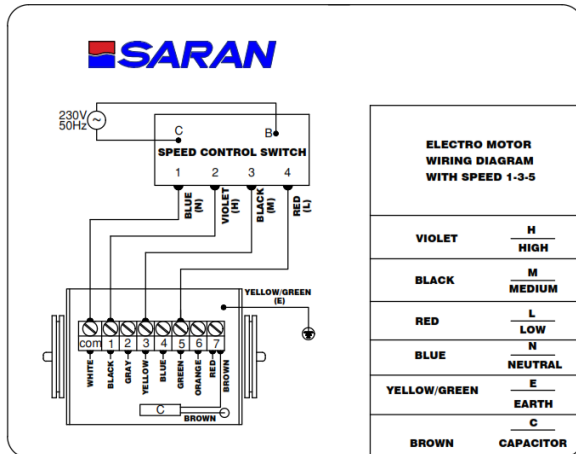 SARAN
230V
50Hz
C
B
SPEED CONTROL SWITCH
1 2 3 4
BLUE
(N)
VIOLET
(H)
BLACK
(M)
RED
(L)
YELLOW/GREEN
(E)
com 1 2 3 4 5 6 7
WHITE
BLACK
GRAY
YELLOW
BLUE
GREEN
ORANGE
RED
BROWN
C
BROWN
ELECTRO MOTOR
WIRING DIAGRAM
WITH SPEED 1-3-5
VIOLET H
HIGH
BLACK M
MEDIUM
RED L
LOW
BLUE N
NEUTRAL
YELLOW/GREEN E
EARTH
C
BROWN CAPACITOR